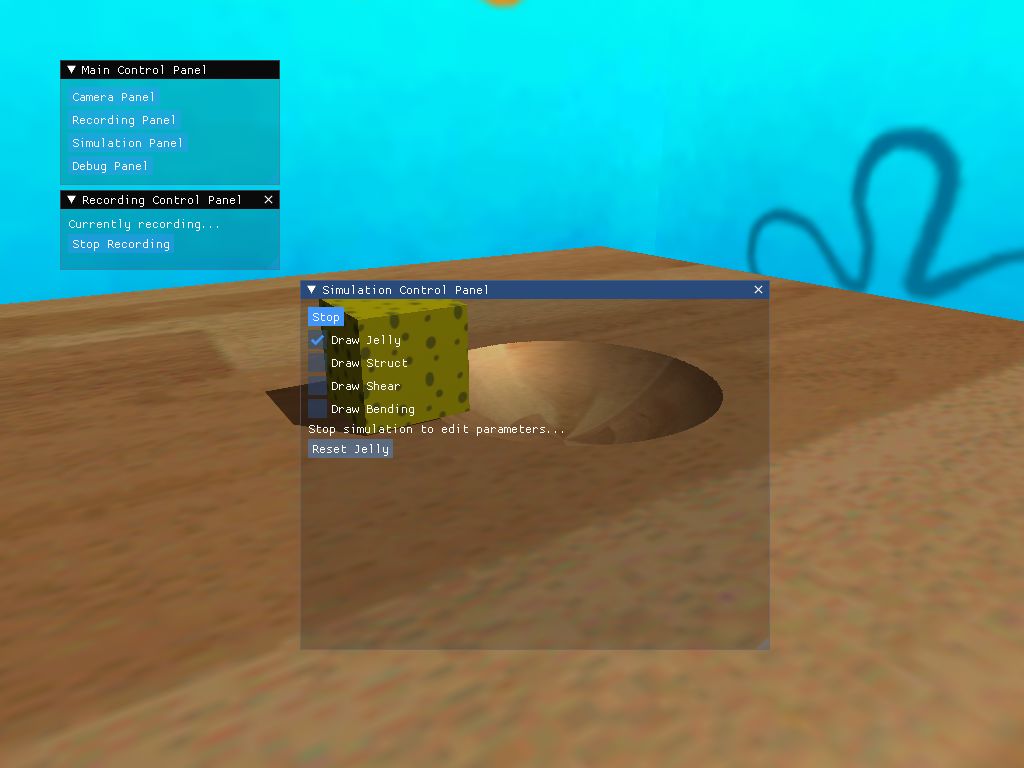 Main Control Panel
Camera Panel
Recording Panel
Simulation Panel
Debug Panel
Recording Control Panel
Currently recording...
Stop Recording
Simulation Control Panel
Stop
Draw Jelly
Draw Struct
Draw Shear
Draw Bending
Stop simulation to edit parameters...
Reset Jelly